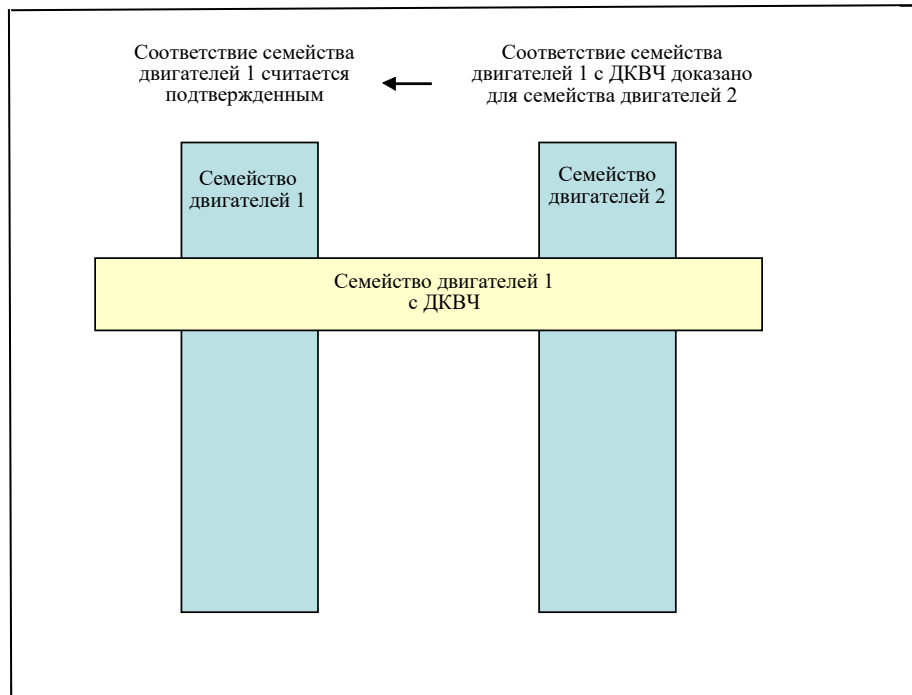 Соответствие семейства
двигателей 1 считается
подтвержденным
Соответствие семейства
двигателей 1 с ДКВЧ доказано
для семейства двигателей 2
Семейство
двигателей 1
Семейство
двигателей 2
Семейство двигателей 1
с ДКВЧ